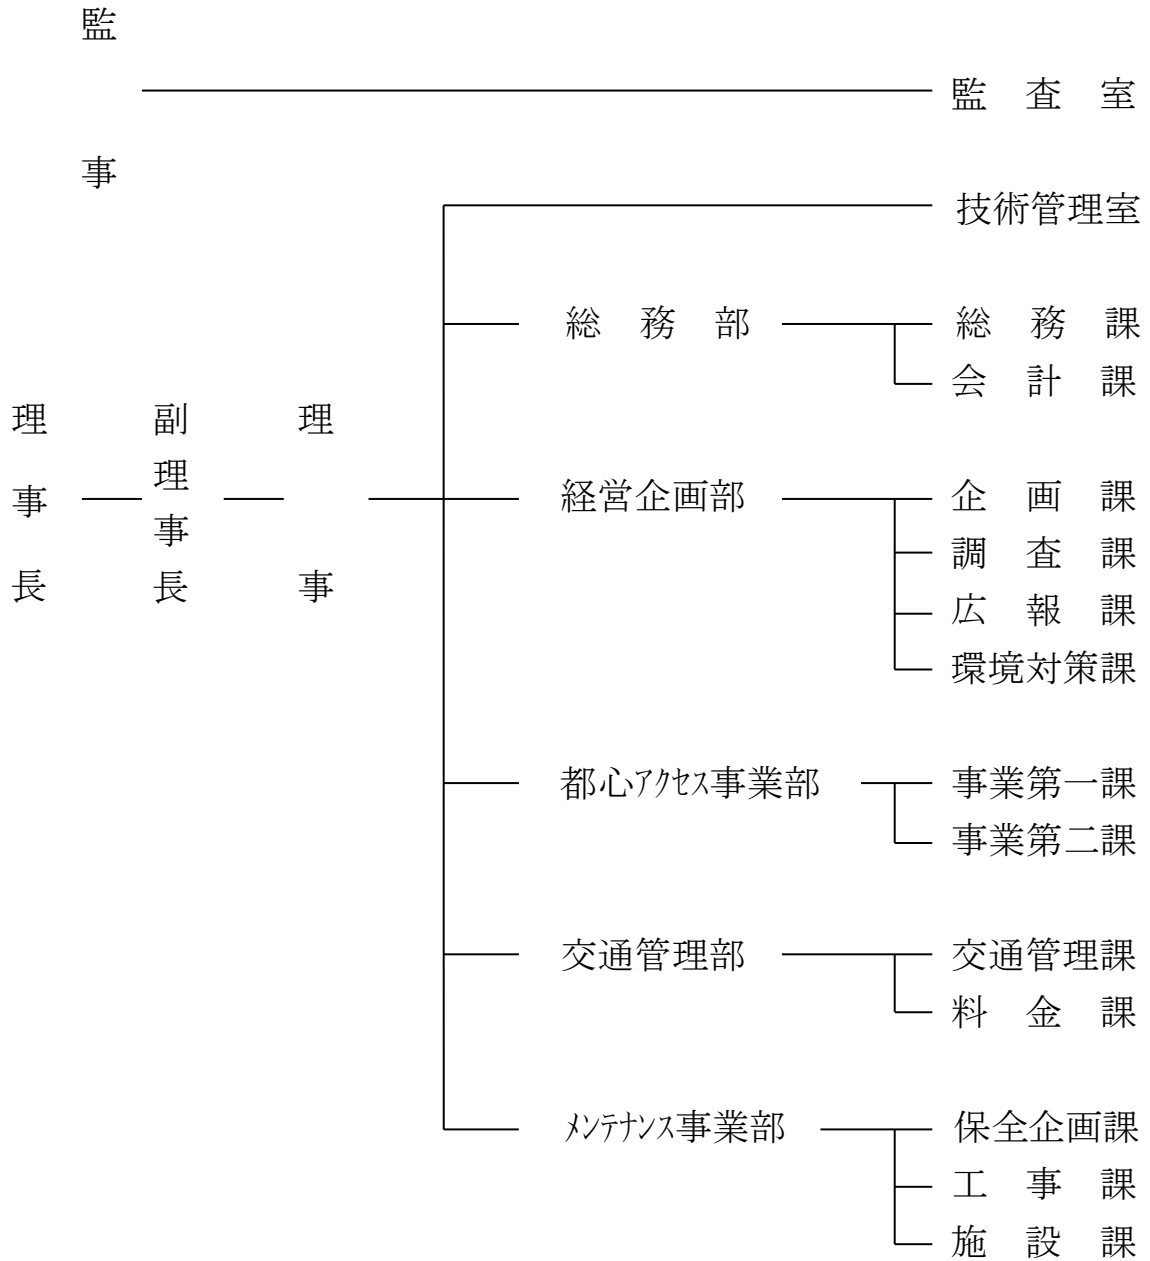 監事
監　査　室
技術管理室
理事長
副理事長
理事
総　務　部
総　務　課
会　計　課
経営企画部
企　画　課
調　査　課
広　報　課
環境対策課
都心ｱｸｾｽ事業部
事業第一課
事業第二課
交通管理部
交通管理課
料　金　課
ﾒﾝﾃﾅﾝｽ事業部
保全企画課
工　事　課
施　設　課